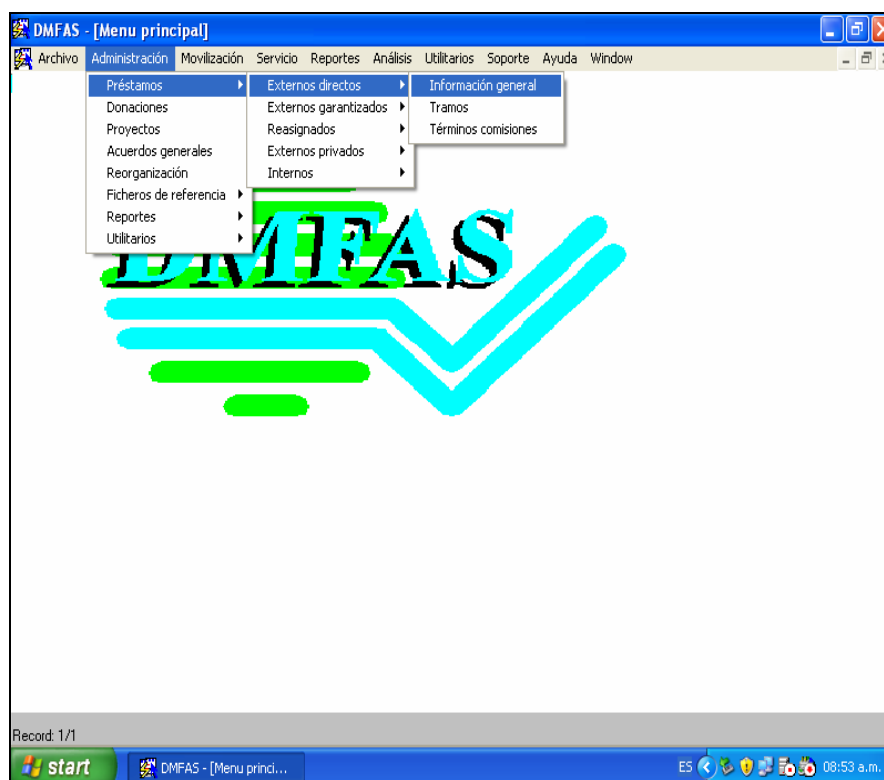 DMFAS - [Menu principal]
Archivo Administración Movilización Servicio Reportes Análisis Utilitarios Soporte Ayuda Window
Préstamos Externos directos Información general
Donaciones Externos garantizados Tramos
Proyectos Reasignados Términos comisiones
Acuerdos generales Externos privados
Reorganización Internos
Ficheros de referencia
Reportes
Utilitarios
DMFAS
Record: 1/1
start DMFAS - [Menu princi... ES 08:53 a.m.